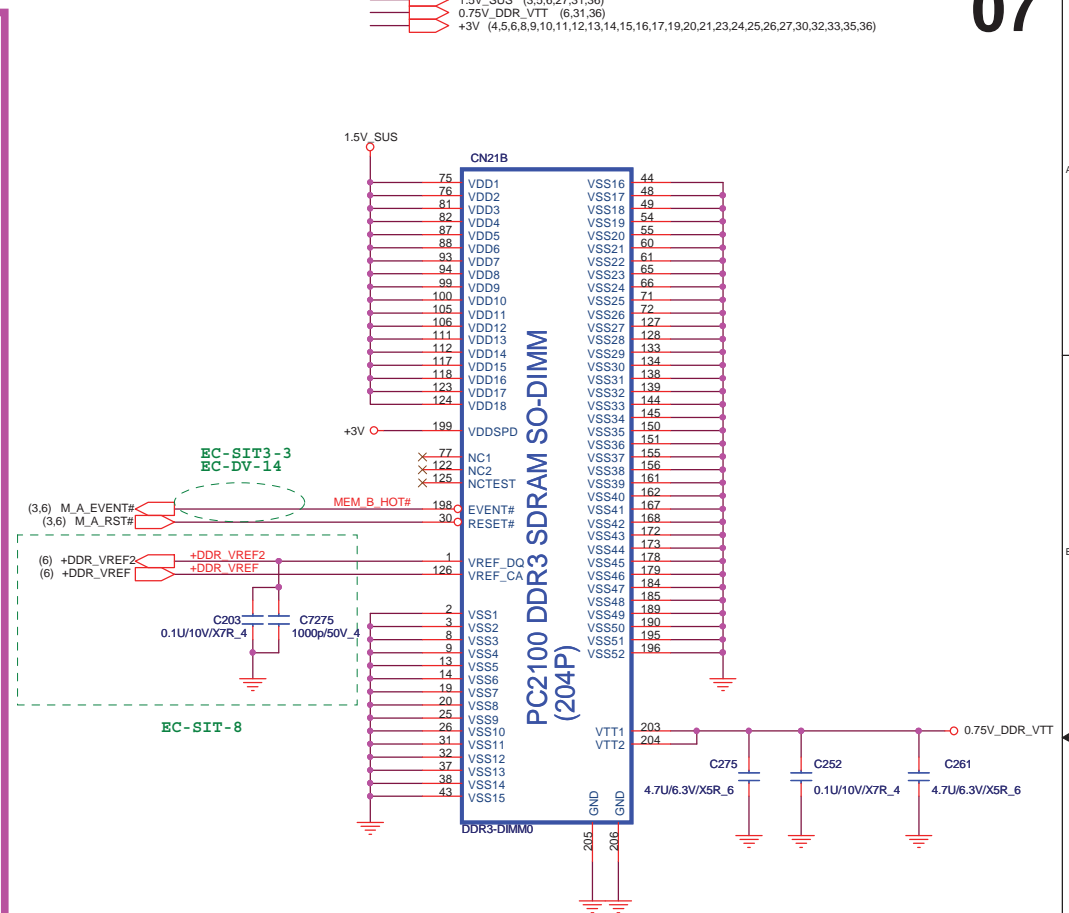 1.5V_SUS (3,5,6,27,31,36)
0.75V_DDR_VTT (6,31,36)
+3V (4,5,6,8,9,10,11,12,13,14,15,16,17,19,20,21,23,24,25,26,27,30,32,33,35,36)
07
A
B
1.5V_SUS
CN21B
75 VDD1 VSS16 44
76 VDD2 VSS17 48
81 VDD3 VSS18 49
82 VDD4 VSS19 54
87 VDD5 VSS20 55
88 VDD6 VSS21 60
93 VDD7 VSS22 61
94 VDD8 VSS23 65
99 VDD9 VSS24 66
100 VDD10 VSS25 71
105 VDD11 VSS26 72
106 VDD12 VSS27 127
111 VDD13 VSS28 128
112 VDD14 VSS29 133
117 VDD15 VSS30 134
118 VDD16 VSS31 138
123 VDD17 VSS32 139
124 VDD18 VSS33 144
VSS34 145
+3V 199 VDDSPD VSS35 150
VSS36 151
77 NC1 VSS37 155
122 NC2 VSS38 156
125 NCTEST VSS39 161
VSS40 162
EC-SIT3-3
EC-DV-14
(3,6) M_A_EVENT# MEM_B_HOT# 198 EVENT# VSS41 167
(3,6) M_A_RST# 30 RESET# VSS42 168
VSS43 172
VSS44 173
(6) +DDR_VREF2 +DDR_VREF2 1 VREF_DQ VSS45 178
(6) +DDR_VREF +DDR_VREF 126 VREF_CA VSS46 179
VSS47 184
VSS48 185
2 VSS1 VSS49 189
3 VSS2 VSS50 190
8 VSS3 VSS51 195
9 VSS4 VSS52 196
13 VSS5
14 VSS6
19 VSS7
20 VSS8
25 VSS9
26 VSS10
31 VSS11
32 VSS12
37 VSS13
38 VSS14
43 VSS15
C203
0.1U/10V/X7R_4
C7275
1000p/50V_4
EC-SIT-8
PC2100 DDR3 SDRAM SO-DIMM
(204P)
VTT1 203 0.75V_DDR_VTT
VTT2 204
C275
4.7U/6.3V/X5R_6
C252
0.1U/10V/X7R_4
C261
4.7U/6.3V/X5R_6
GND 205
GND 206
DDR3-DIMM0